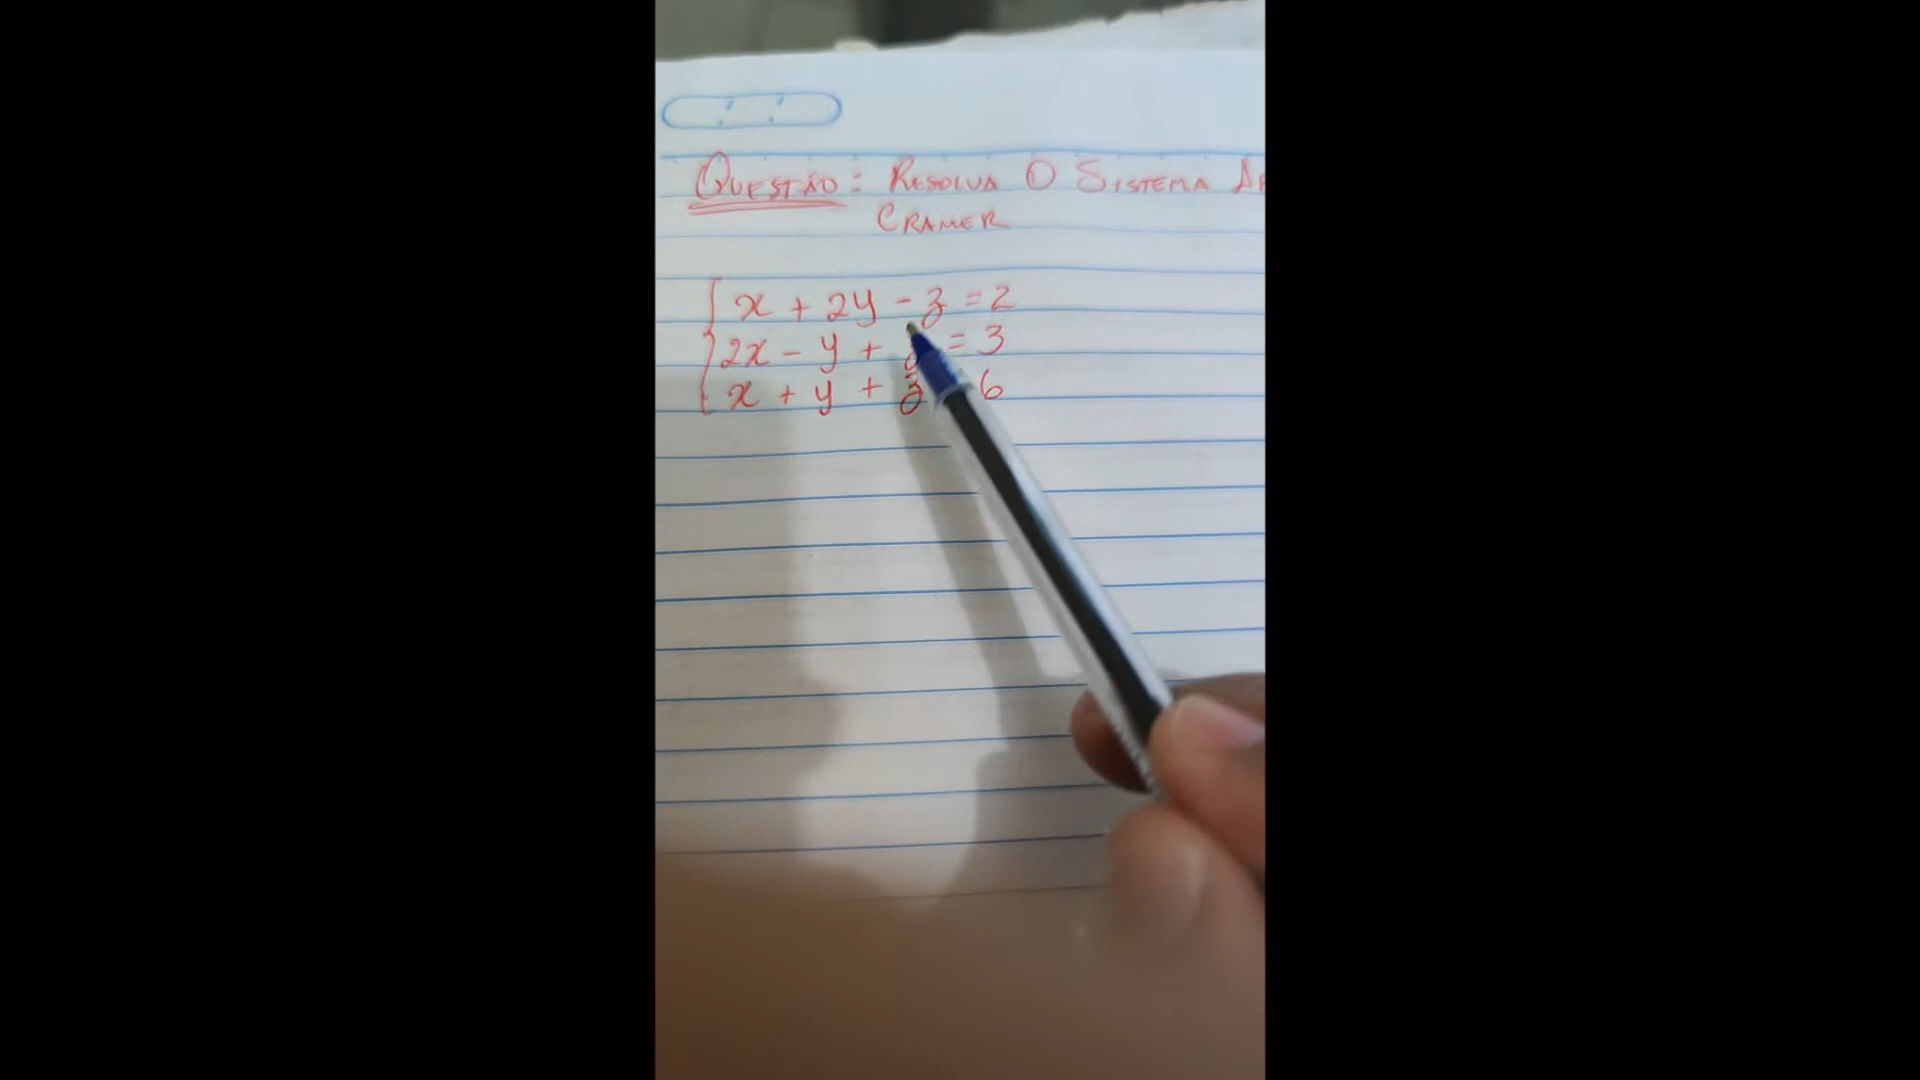 Questão: Resolva O Sistema
Cramer
x + 2y - z = 2
2x - y + z = 3
x + y + z 6